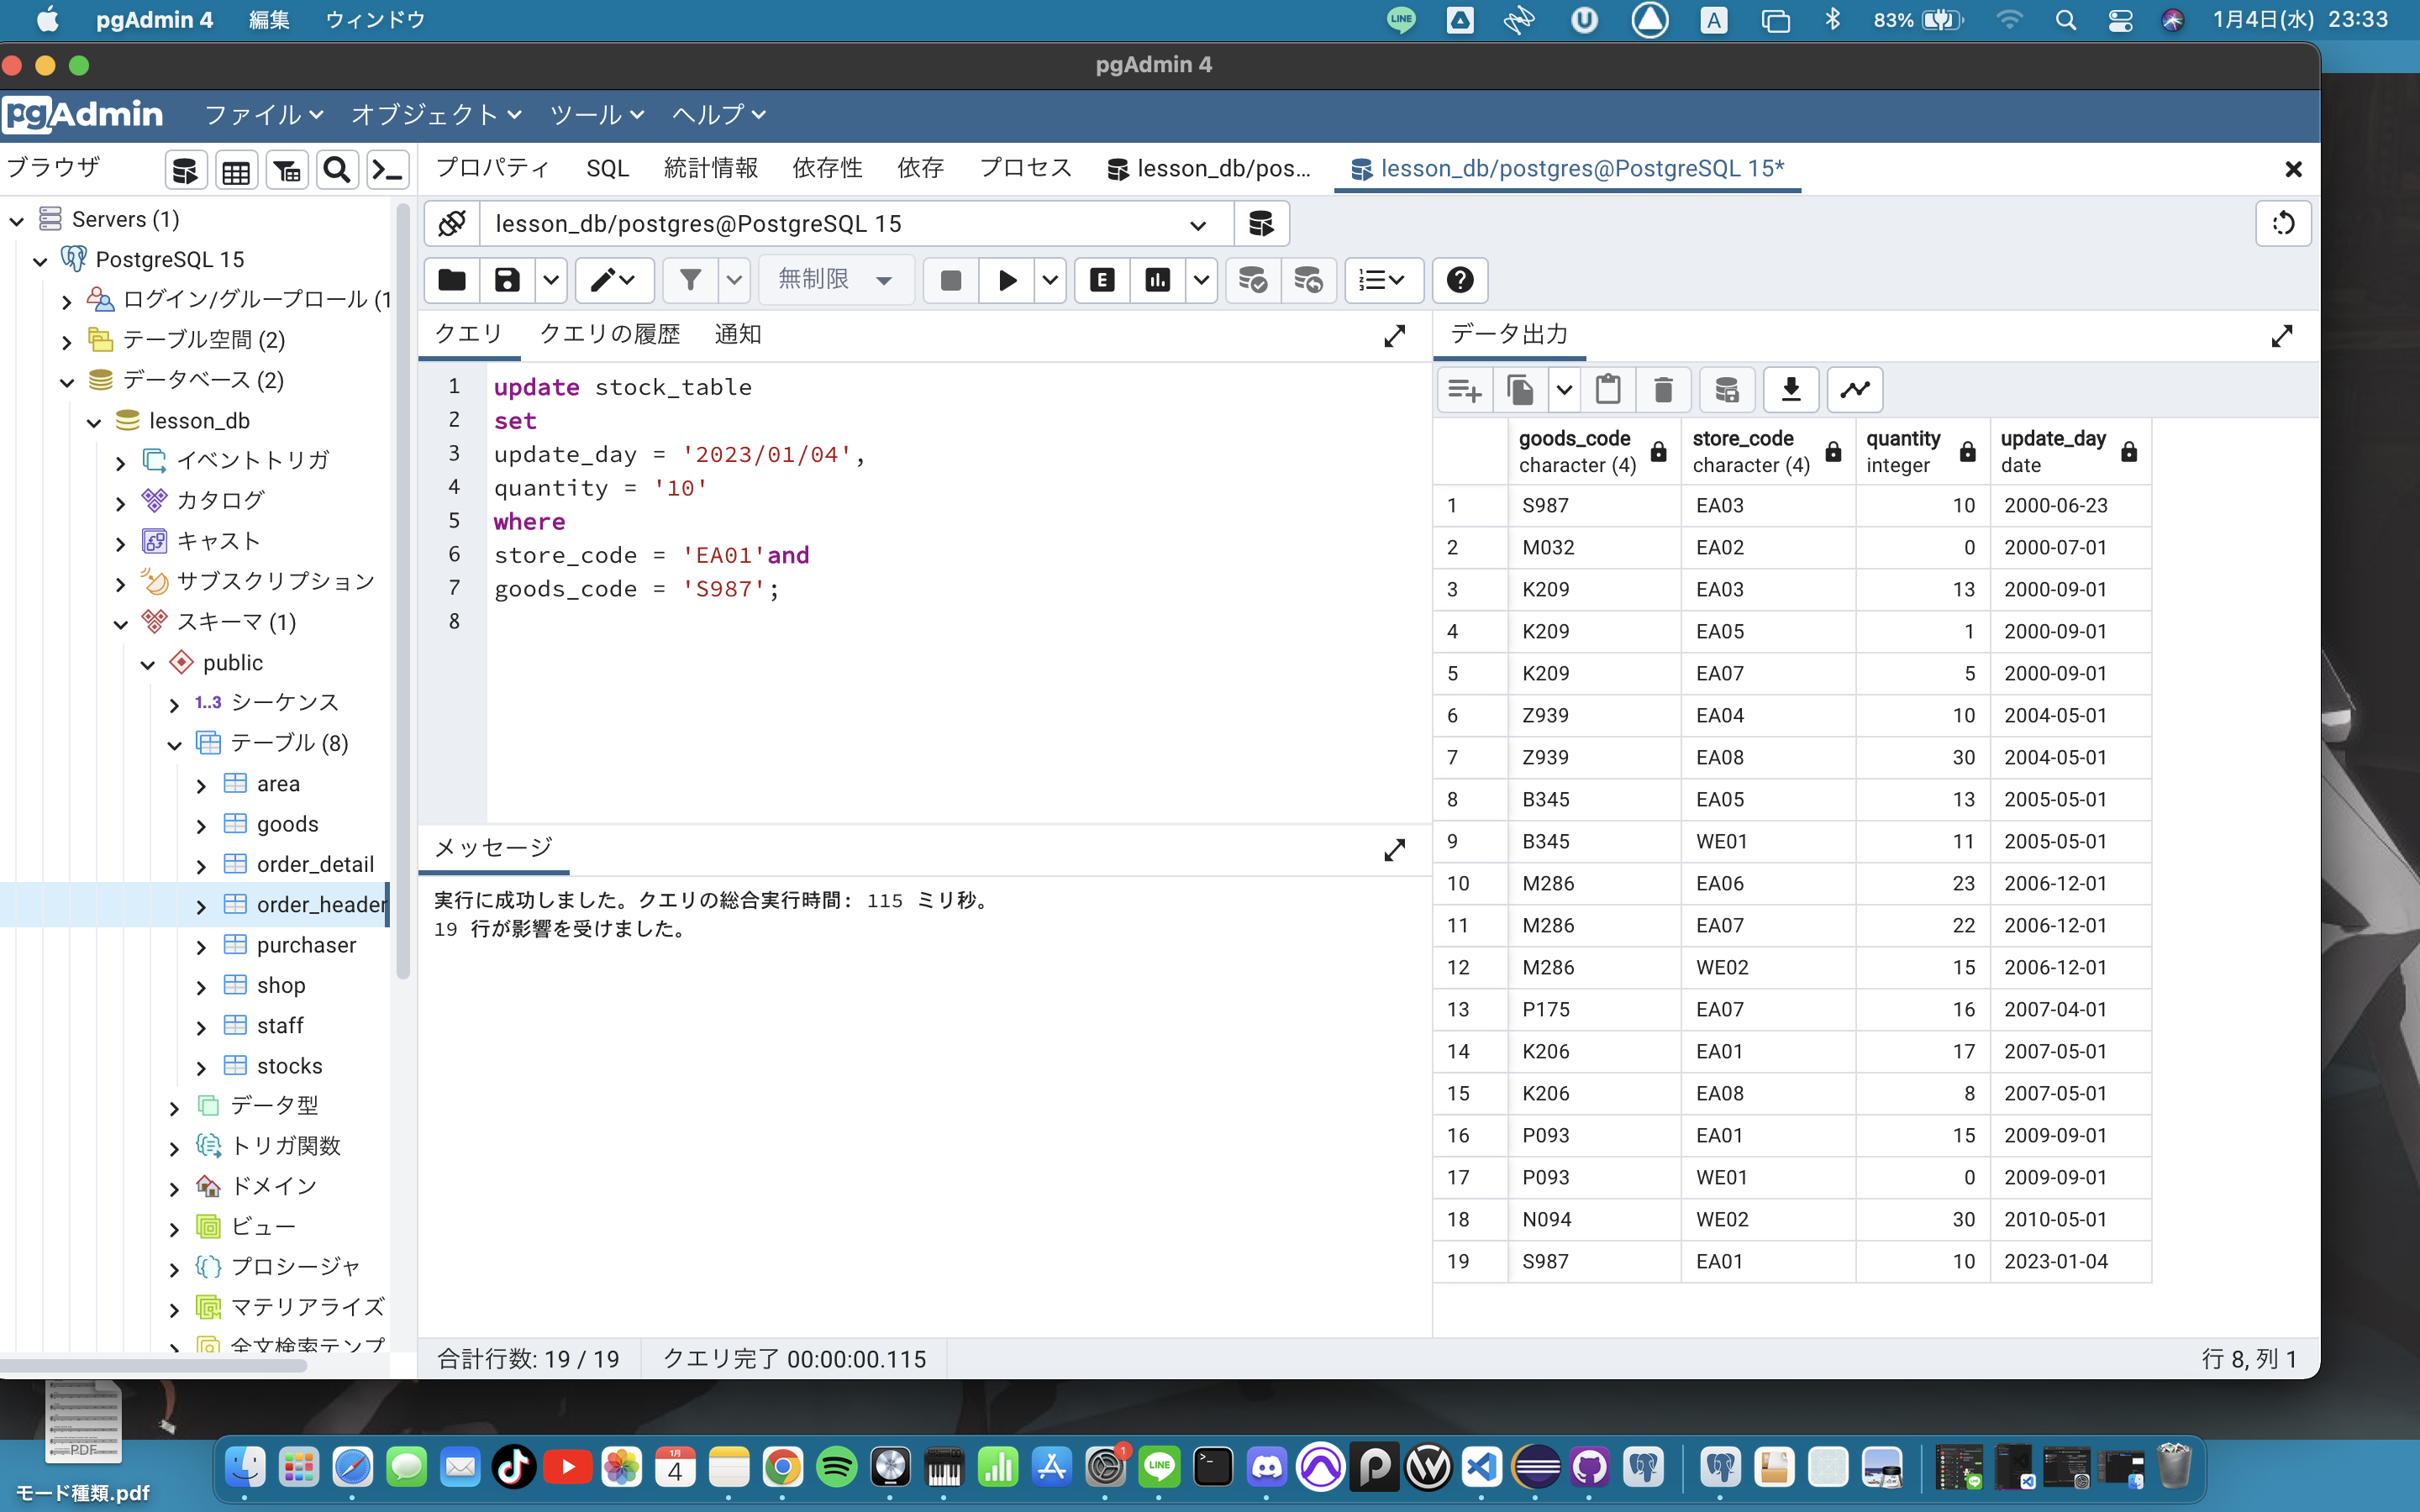 pgAdmin 4 編集 ウィンドウ LINE A 83% 1月4日(水) 23:33
pgAdmin 4
pgAdmin ファイル オブジェクト ツール ヘルプ
ブラウザ プロパティ SQL 統計情報 依存性 依存 プロセス lesson_db/pos... lesson_db/postgres@PostgreSQL 15*
Servers (1)
PostgreSQL 15
ログイン/グループロール (1
テーブル空間 (2)
データベース (2)
lesson_db
イベントトリガ
カタログ
キャスト
サブスクリプション
スキーマ (1)
public
1..3 シーケンス
テーブル (8)
area
goods
order_detail
order_header
purchaser
shop
staff
stocks
データ型
トリガ関数
ドメイン
ビュー
プロシージャ
マテリアライズ
全文検索テンプ
lesson_db/postgres@PostgreSQL 15
無制限 E
クエリ クエリの履歴 通知
1 update stock_table
2 set
3 update_day = '2023/01/04',
4 quantity = '10'
5 where
6 store_code = 'EA01'and
7 goods_code = 'S987';
8
メッセージ
実行に成功しました。クエリの総合実行時間: 115 ミリ秒。
19 行が影響を受けました。
データ出力
goods_code store_code quantity update_day
character (4) character (4) integer date
1 S987 EA03 10 2000-06-23
2 M032 EA02 0 2000-07-01
3 K209 EA03 13 2000-09-01
4 K209 EA05 1 2000-09-01
5 K209 EA07 5 2000-09-01
6 Z939 EA04 10 2004-05-01
7 Z939 EA08 30 2004-05-01
8 B345 EA05 13 2005-05-01
9 B345 WE01 11 2005-05-01
10 M286 EA06 23 2006-12-01
11 M286 EA07 22 2006-12-01
12 M286 WE02 15 2006-12-01
13 P175 EA07 16 2007-04-01
14 K206 EA01 17 2007-05-01
15 K206 EA08 8 2007-05-01
16 P093 EA01 15 2009-09-01
17 P093 WE01 0 2009-09-01
18 N094 WE02 30 2010-05-01
19 S987 EA01 10 2023-01-04
合計行数: 19 / 19 クエリ完了 00:00:00.115 行 8, 列 1
PDF
モード種類.pdf
1月
4
1
LINE